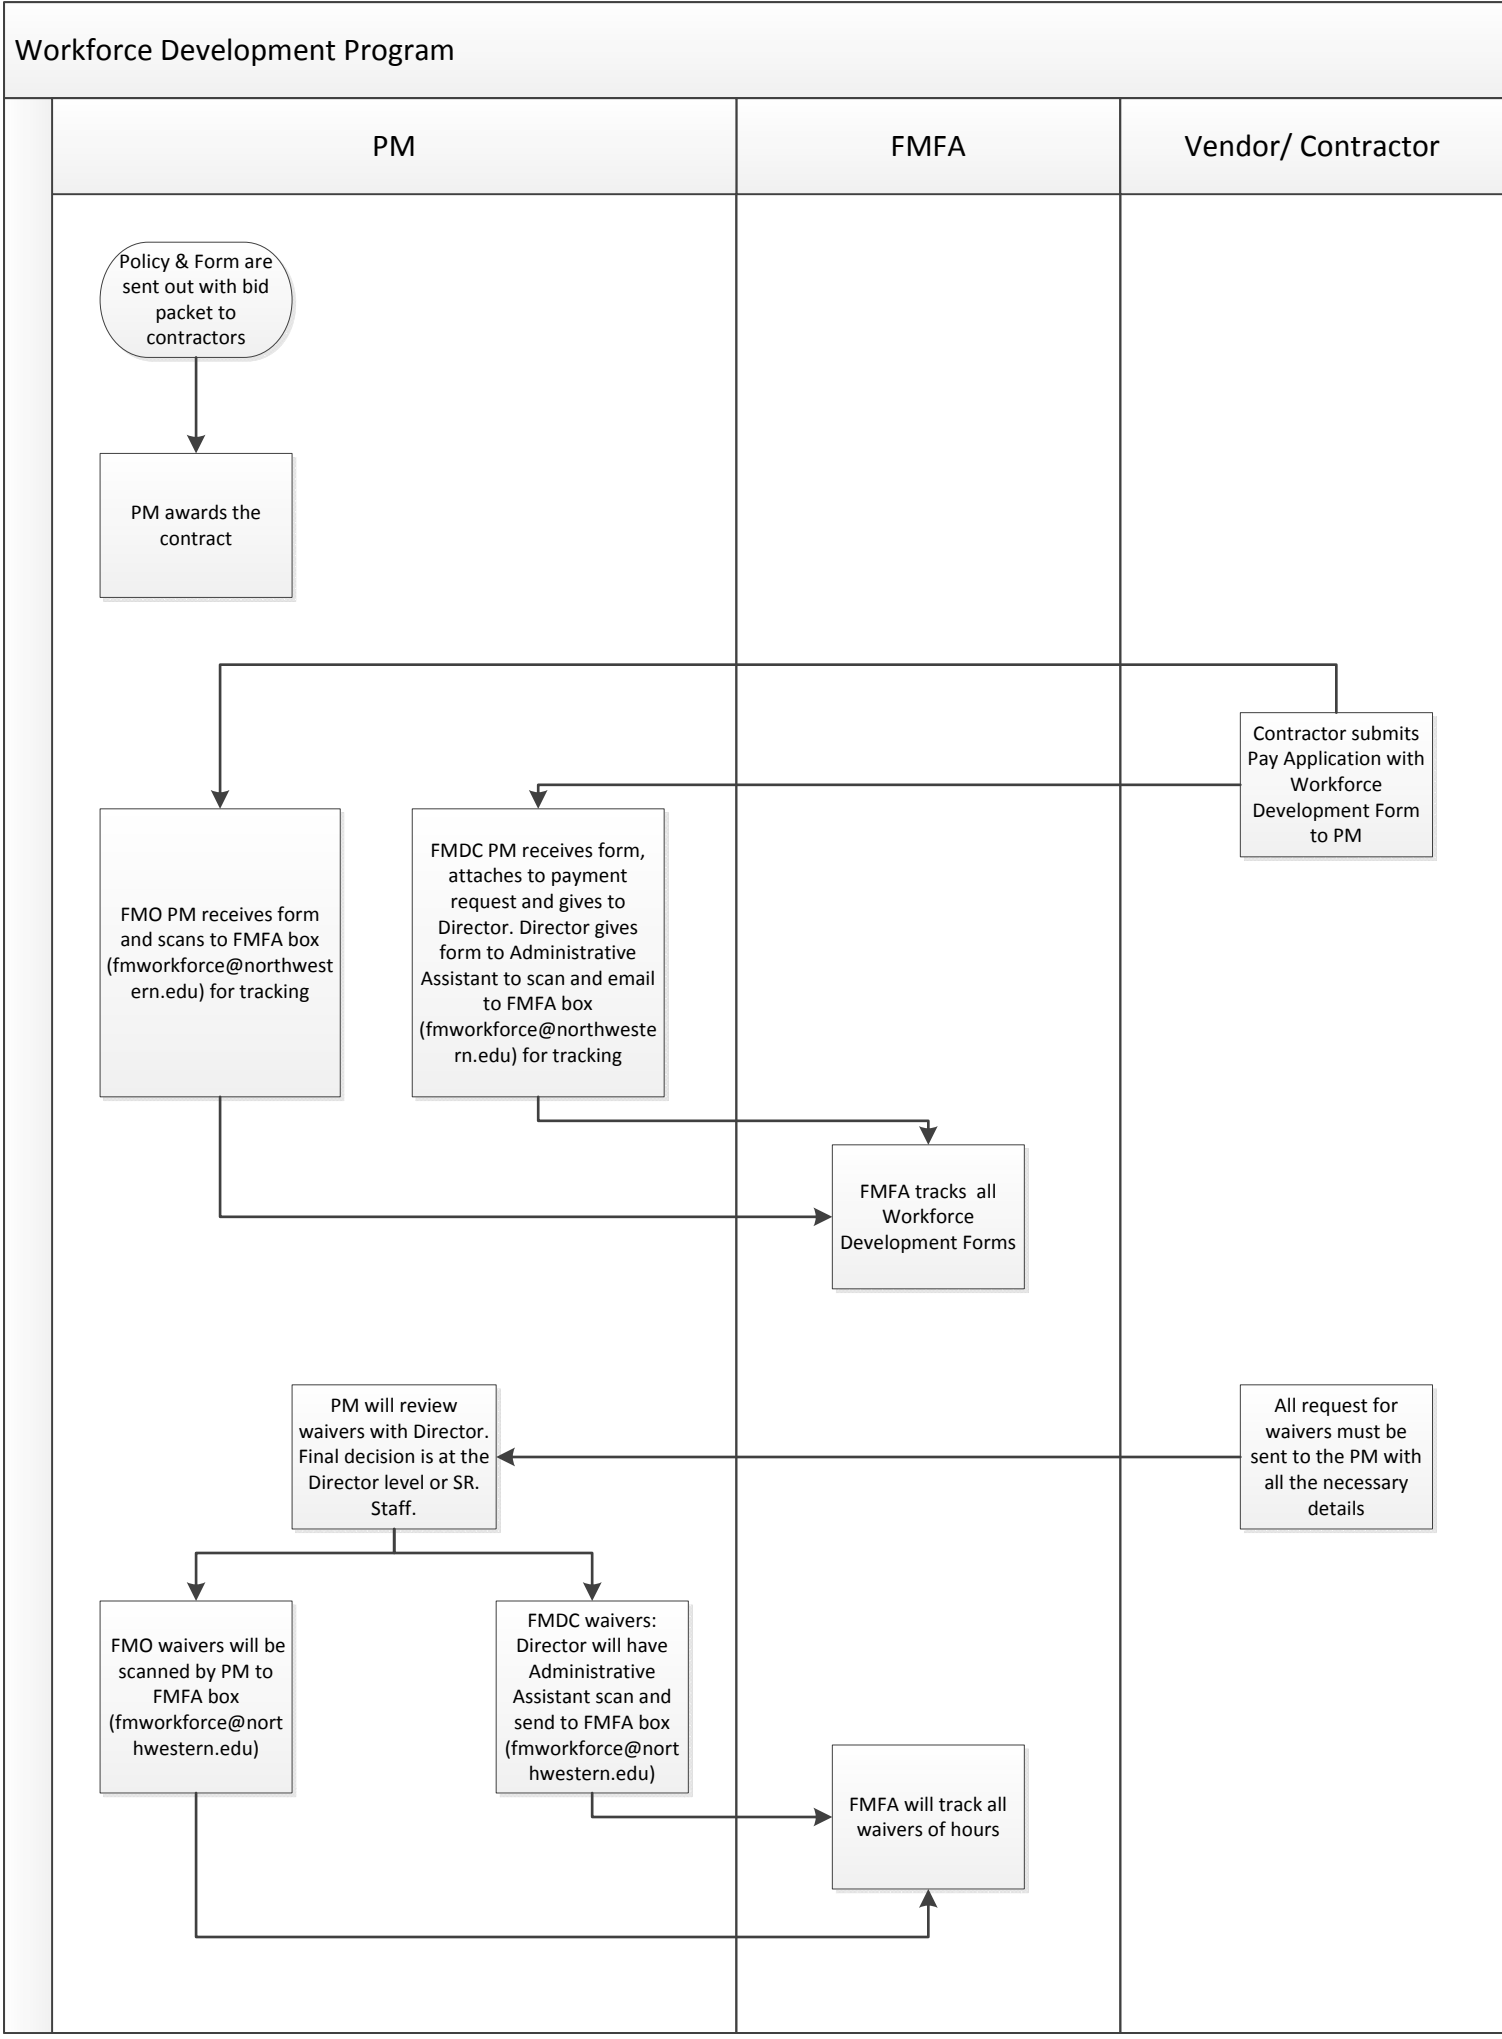 Workforce Development Program
PM
FMFA
Vendor/ Contractor
Policy & Form are
sent out with bid
packet to
contractors
PM awards the
contract
Contractor submits
Pay Application with
Workforce
Development Form
to PM
FMO PM receives form
and scans to FMFA box
(fmworkforce@northwest
ern.edu) for tracking
FMDC PM receives form,
attaches to payment
request and gives to
Director. Director gives
form to Administrative
Assistant to scan and email
to FMFA box
(fmworkforce@northweste
rn.edu) for tracking
FMFA tracks  all
Workforce
Development Forms
PM will review
waivers with Director.
Final decision is at the
Director level or SR.
Staff.
All request for
waivers must be
sent to the PM with
all the necessary
details
FMO waivers will be
scanned by PM to
FMFA box
(fmworkforce@nort
hwestern.edu)
FMDC waivers:
Director will have
Administrative
Assistant scan and
send to FMFA box
(fmworkforce@nort
hwestern.edu)
FMFA will track all
waivers of hours